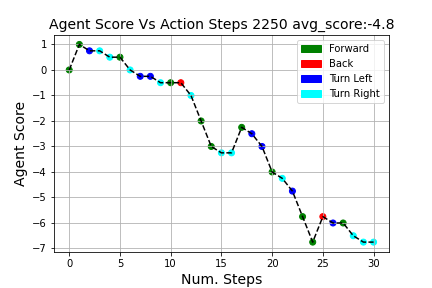 Agent Score Vs Action Steps 2250 avg_score:-4.8
Agent Score
1
0
−1
−2
−3
−4
−5
−6
−7
Forward
Back
Turn Left
Turn Right
0 5 10 15 20 25 30
Num. Steps